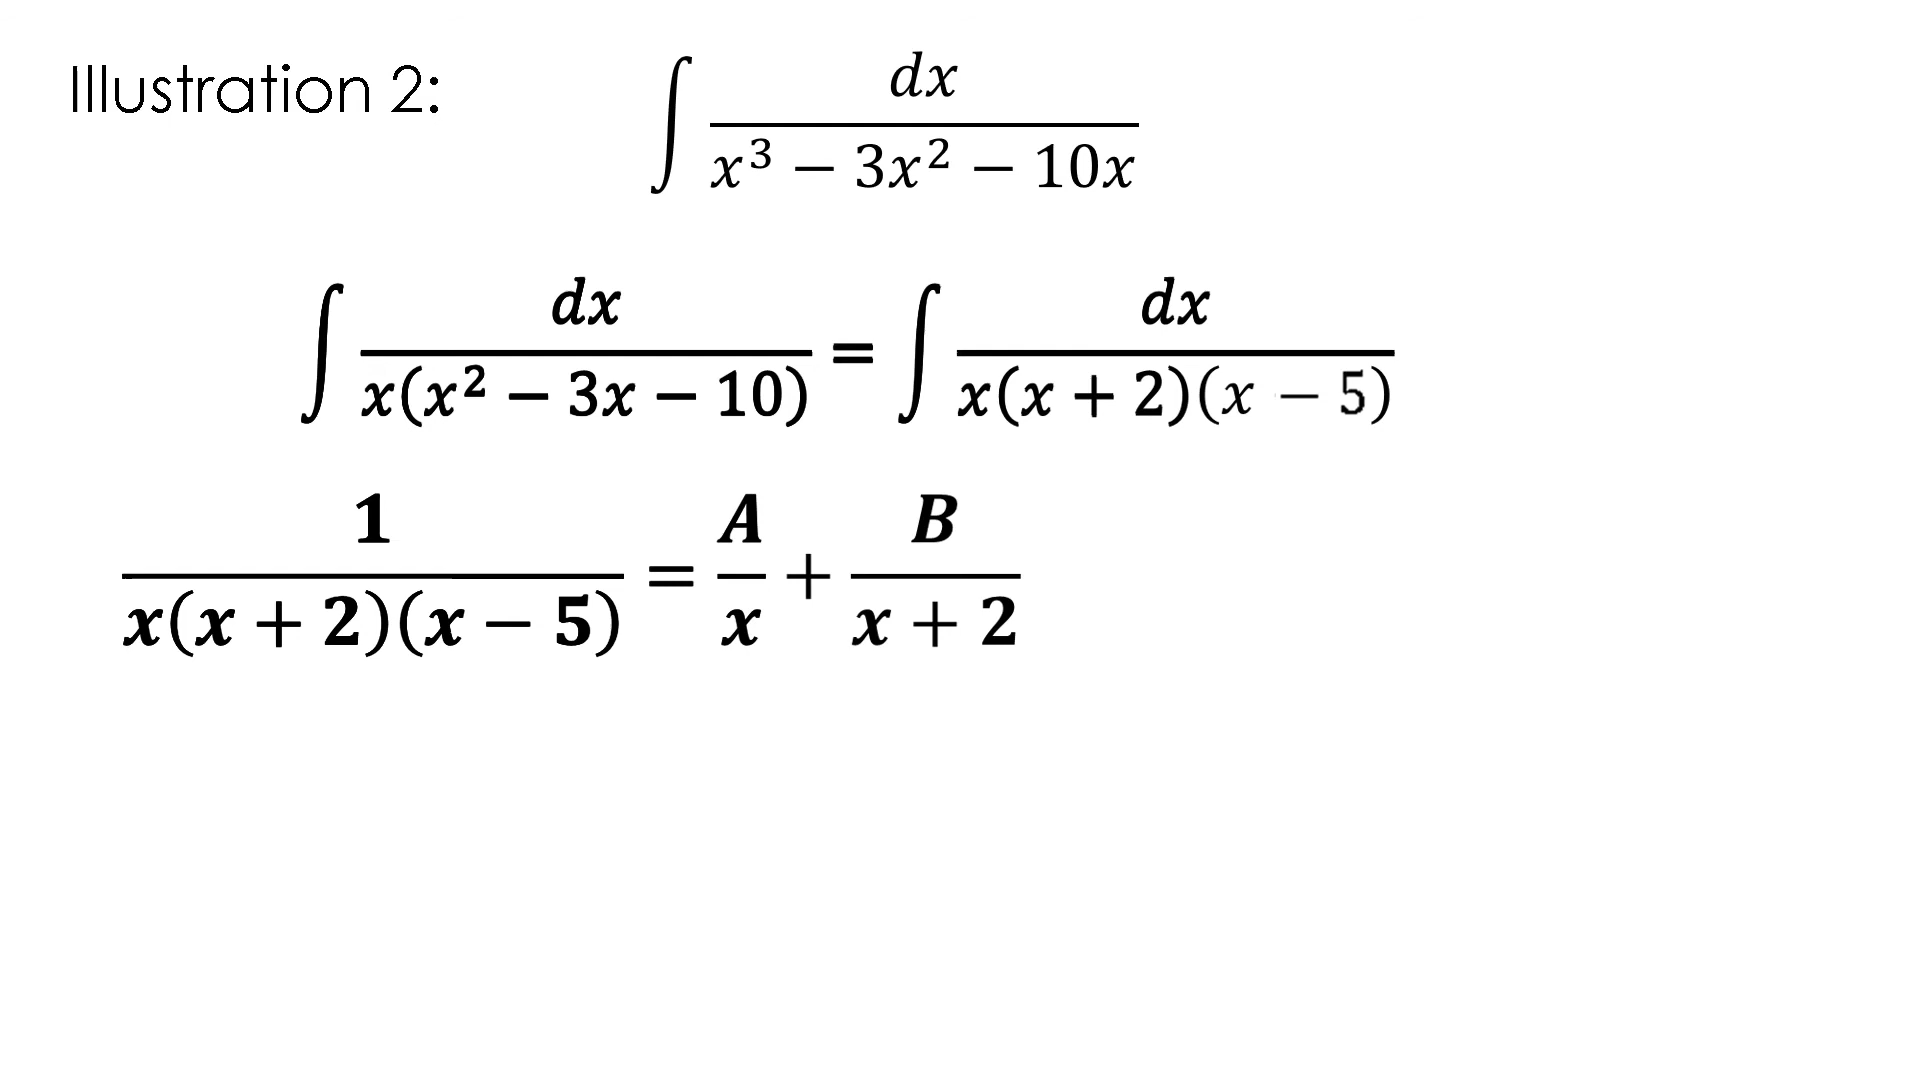 Illustration 2:
∫ dx / (x³ − 3x² − 10x)
∫ dx / (x(x² − 3x − 10)) = ∫ dx / (x(x + 2)(x − 5))
1 / (x(x + 2)(x − 5)) = A / x + B / (x + 2)